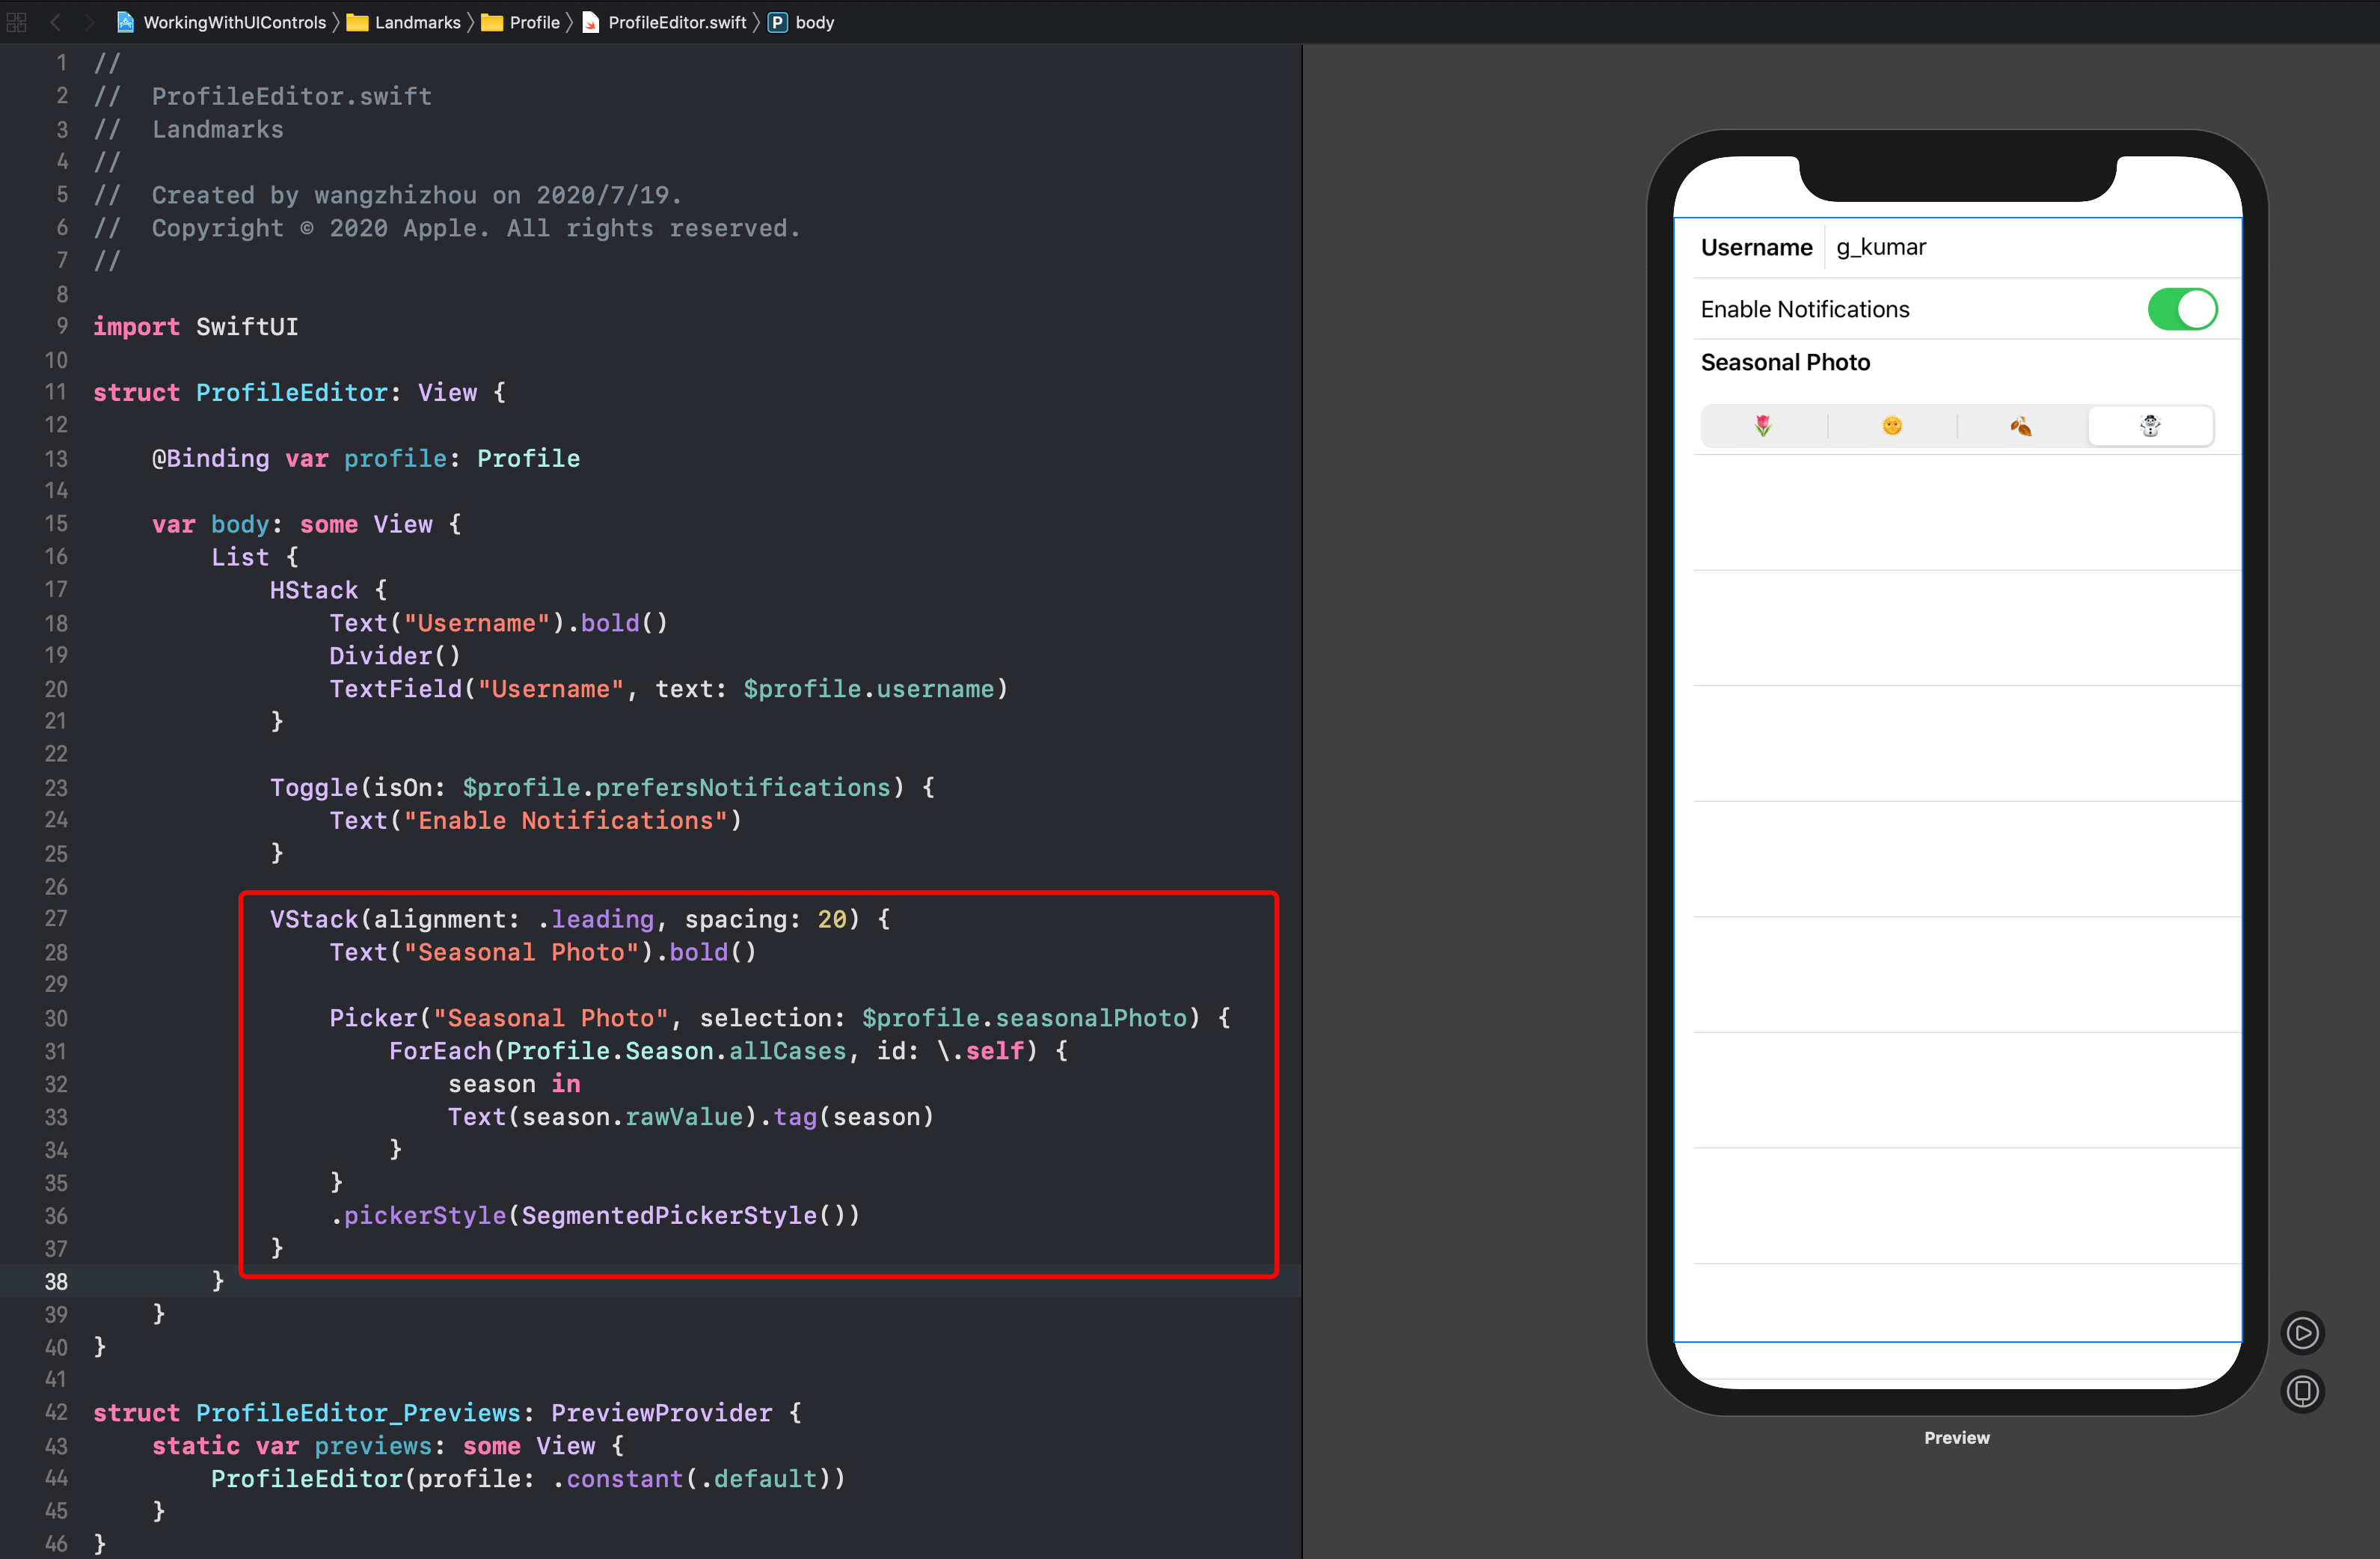 WorkingWithUIControls 〉 Landmarks 〉 Profile 〉 ProfileEditor.swift 〉 P body
1 //
2 //  ProfileEditor.swift
3 //  Landmarks
4 //
5 //  Created by wangzhizhou on 2020/7/19.
6 //  Copyright © 2020 Apple. All rights reserved.
7 //
8
9 import SwiftUI
10
11 struct ProfileEditor: View {
12
13     @Binding var profile: Profile
14
15     var body: some View {
16         List {
17             HStack {
18                 Text("Username").bold()
19                 Divider()
20                 TextField("Username", text: $profile.username)
21             }
22
23             Toggle(isOn: $profile.prefersNotifications) {
24                 Text("Enable Notifications")
25             }
26
27             VStack(alignment: .leading, spacing: 20) {
28                 Text("Seasonal Photo").bold()
29
30                 Picker("Seasonal Photo", selection: $profile.seasonalPhoto) {
31                     ForEach(Profile.Season.allCases, id: \.self) {
32                         season in
33                         Text(season.rawValue).tag(season)
34                     }
35                 }
36                 .pickerStyle(SegmentedPickerStyle())
37             }
38         }
39     }
40 }
41
42 struct ProfileEditor_Previews: PreviewProvider {
43     static var previews: some View {
44         ProfileEditor(profile: .constant(.default))
45     }
46 }
Username g_kumar
Enable Notifications
Seasonal Photo
🌷 🌞 🍂 ☃️
Preview